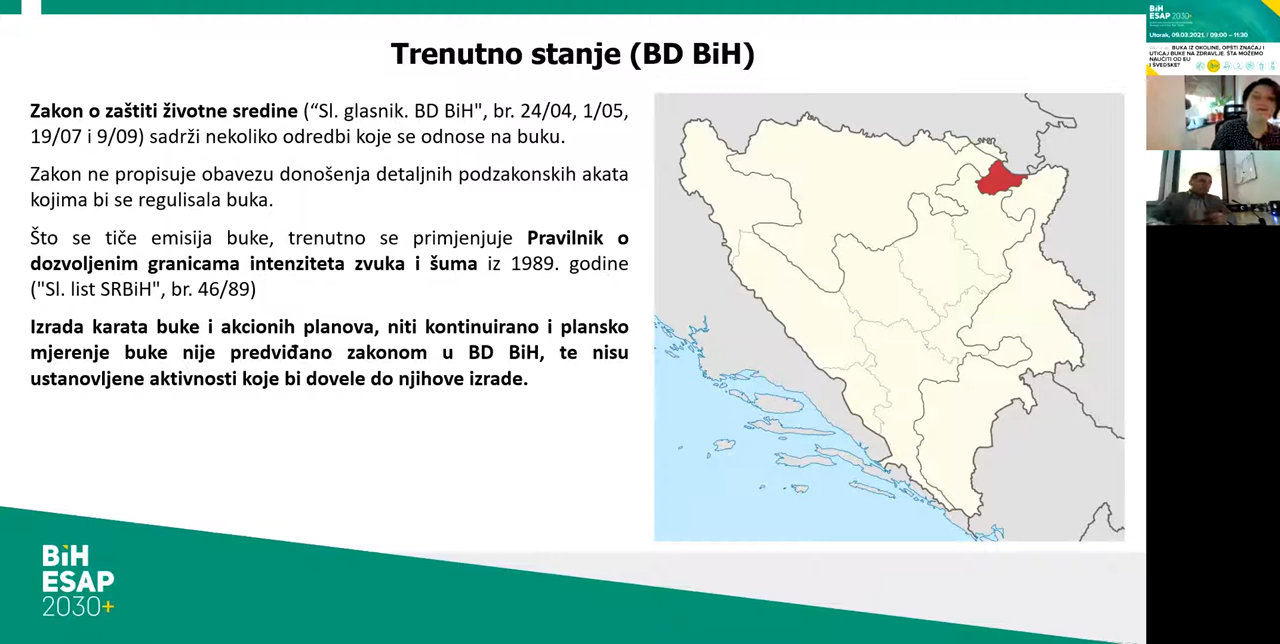 Trenutno stanje (BD BiH)
Zakon o zaštiti životne sredine (“Sl. glasnik. BD BiH", br. 24/04, 1/05,
19/07 i 9/09) sadrži nekoliko odredbi koje se odnose na buku.
Zakon ne propisuje obavezu donošenja detaljnih podzakonskih akata
kojima bi se regulisala buka.
Što se tiče emisija buke, trenutno se primjenjuje Pravilnik o
dozvoljenim granicama intenziteta zvuka i šuma iz 1989. godine
("Sl. list SRBiH", br. 46/89)
Izrada karata buke i akcionih planova, niti kontinuirano i plansko
mjerenje buke nije predviđano zakonom u BD BiH, te nisu
ustanovljene aktivnosti koje bi dovele do njihove izrade.
BiH
ESAP
2030+
BiH
ESAP 2030+
Utorak, 09.03.2021. / 09:00 – 11:30
BUKA IZ OKOLINE, OPŠTI ZNAČAJ I
UTICAJ BUKE NA ZDRAVLJE. ŠTA MOŽEMO
NAUČITI OD EU
I ŠVEDSKE?